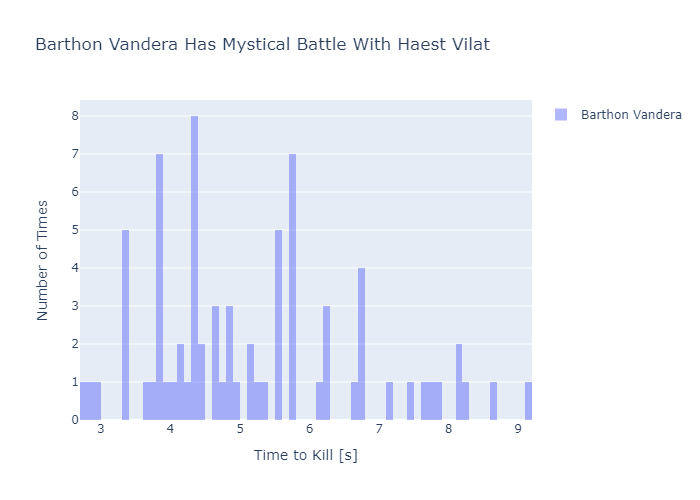 Barthon Vandera Has Mystical Battle With Haest Vilat
Barthon Vandera
8
7
6
5
4
3
2
1
0
Number of Times
3 4 5 6 7 8 9
Time to Kill [s]